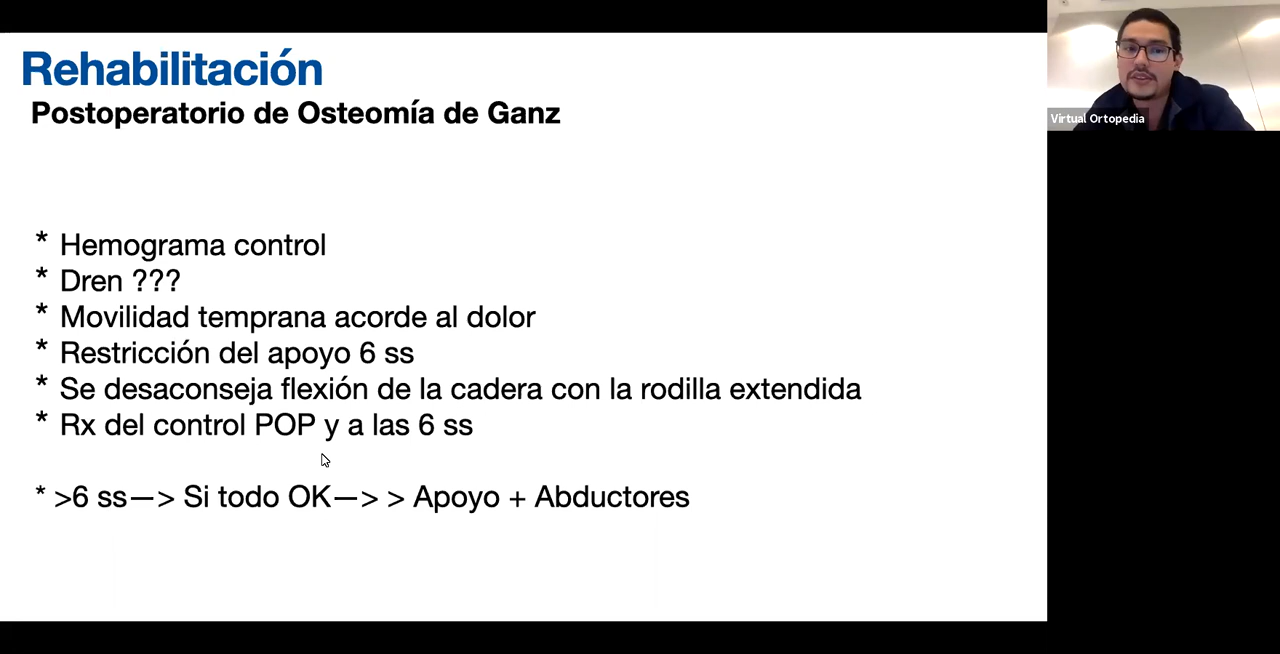 Rehabilitación
Postoperatorio de Osteomía de Ganz
* Hemograma control
* Dren ???
* Movilidad temprana acorde al dolor
* Restricción del apoyo 6 ss
* Se desaconseja flexión de la cadera con la rodilla extendida
* Rx del control POP y a las 6 ss
* >6 ss—> Si todo OK—> > Apoyo + Abductores
Virtual Ortopedia